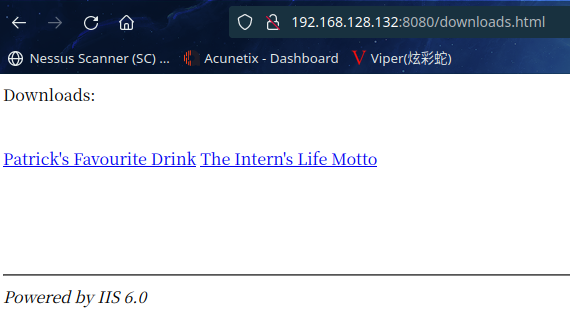 192.168.128.132:8080/downloads.html
Nessus Scanner (SC) ... Acunetix - Dashboard Viper(炫彩蛇)
Downloads:
Patrick's Favourite Drink The Intern's Life Motto
Powered by IIS 6.0